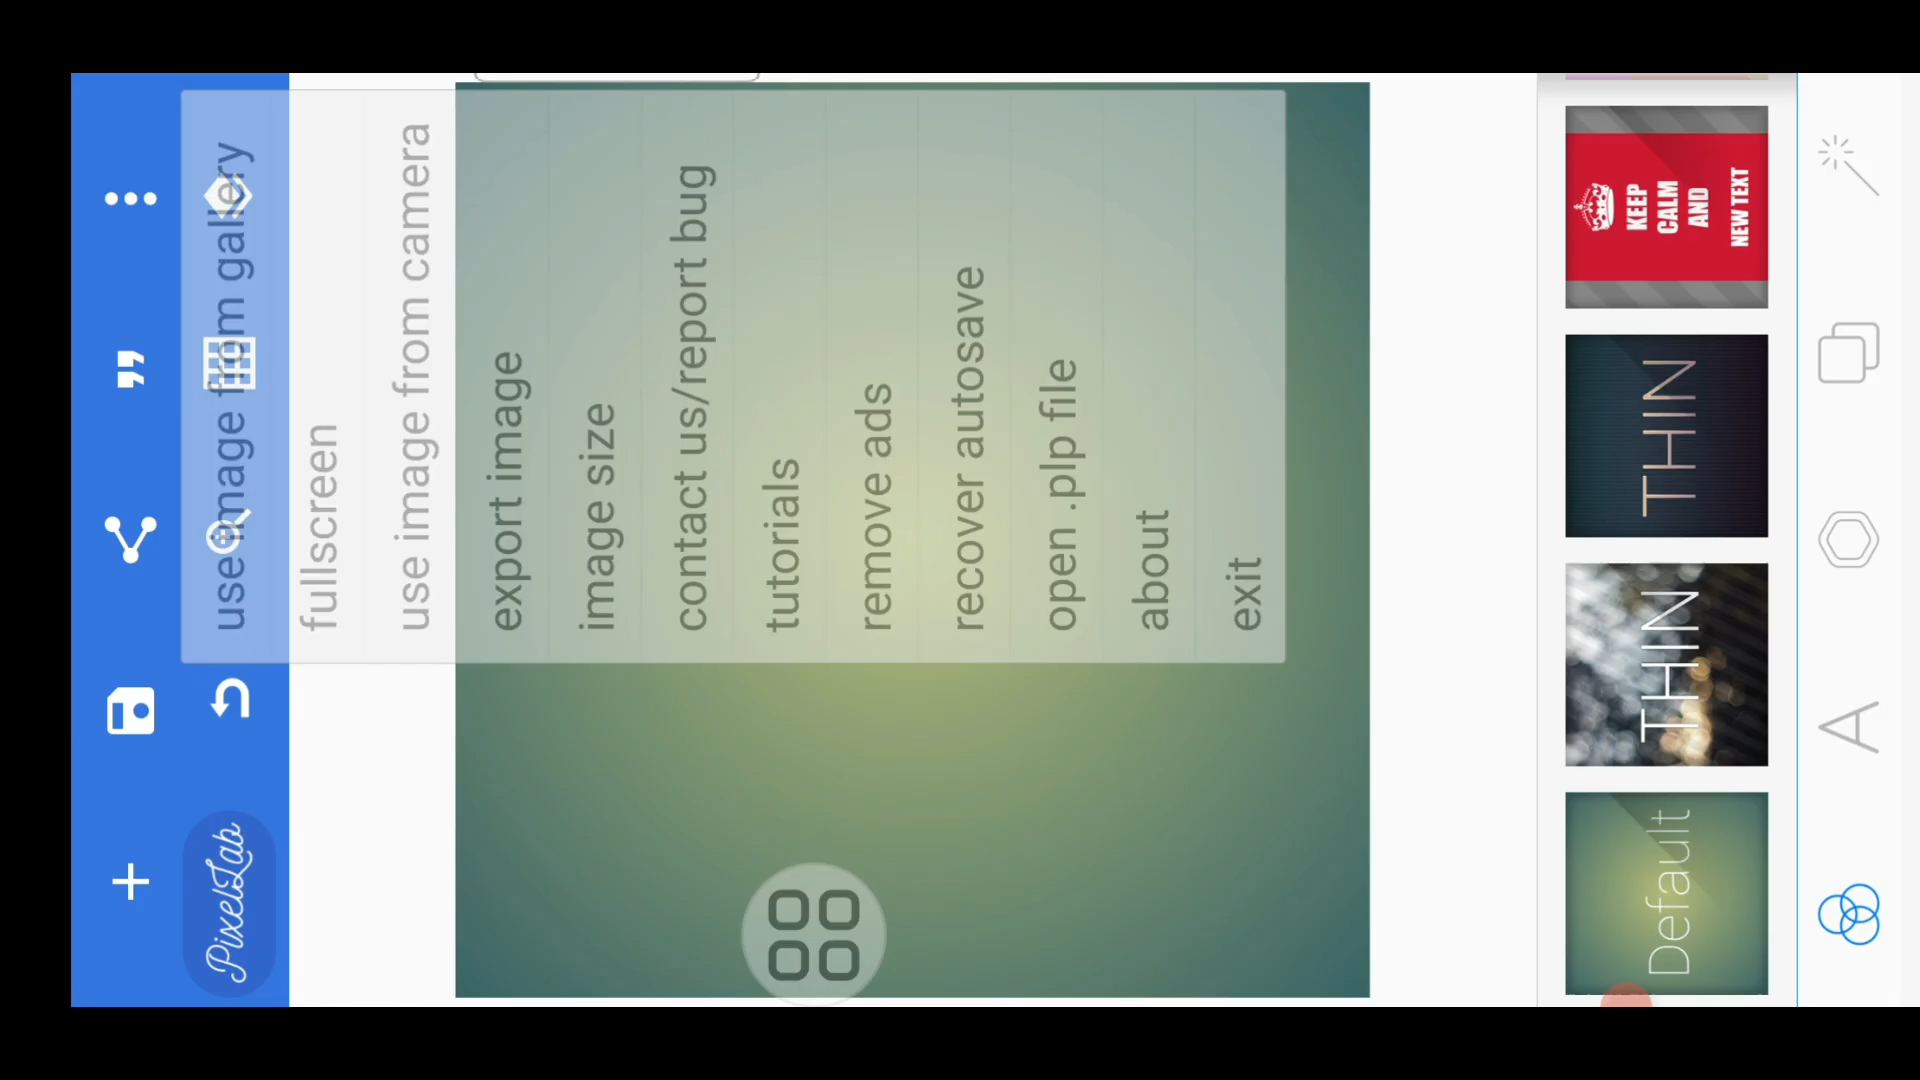 PixelLab
use image from gallery
fullscreen
use image from camera
export image
image size
contact us/report bug
tutorials
remove ads
recover autosave
open .plp file
about
exit
Default
THIN
THIN
KEEP
CALM
AND
NEW TEXT